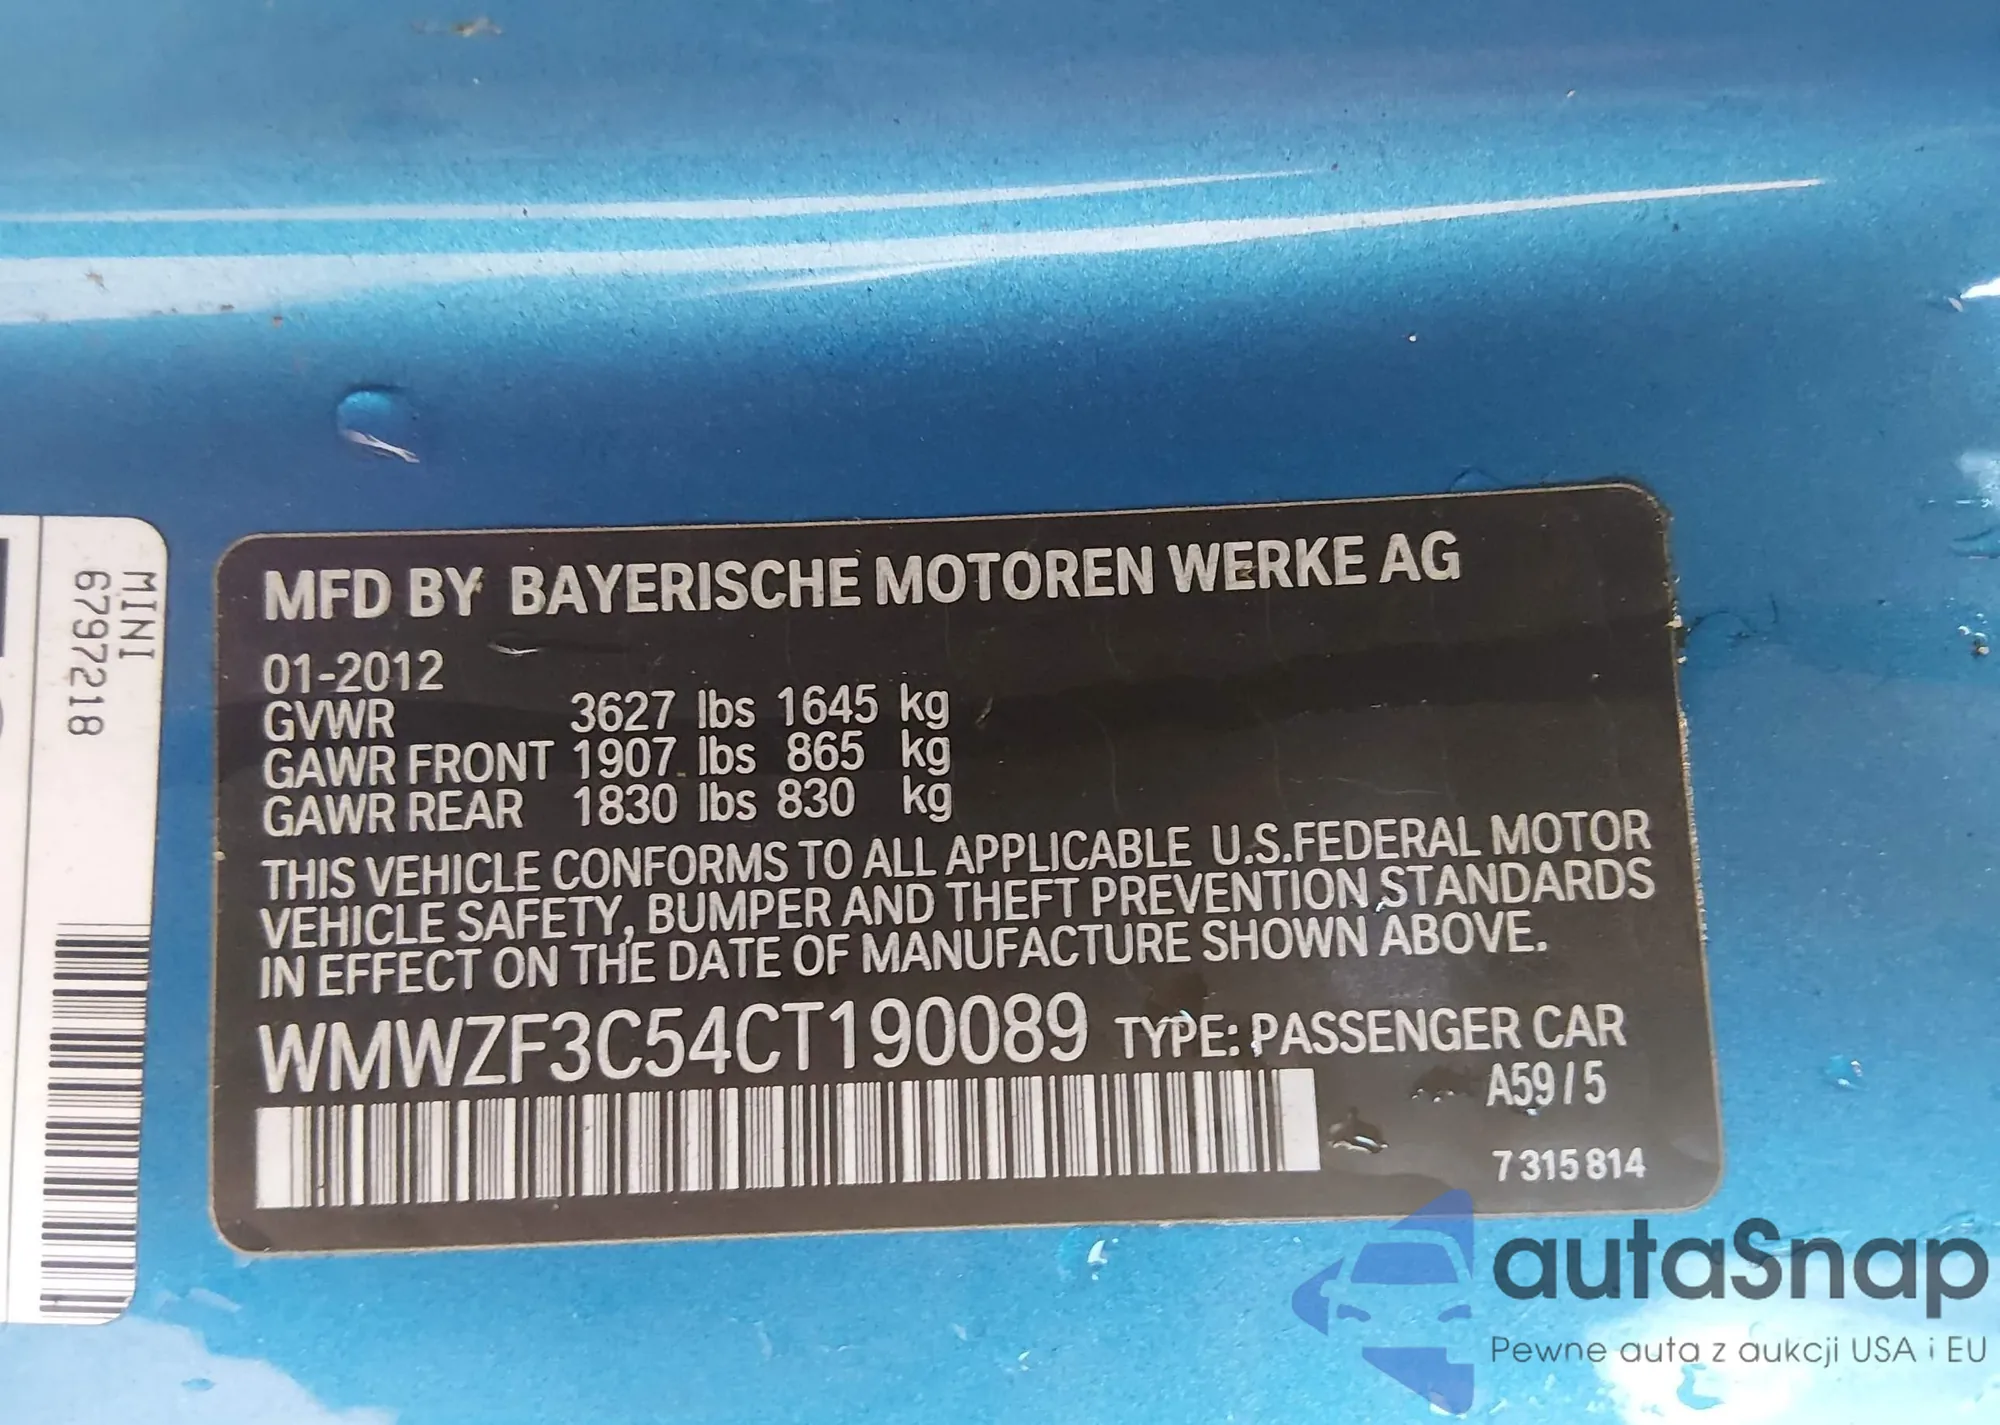 MINI
6797218
MFD BY BAYERISCHE MOTOREN WERKE AG
01-2012
GVWR 3627 lbs 1645 kg
GAWR FRONT 1907 lbs 865 kg
GAWR REAR 1830 lbs 830 kg
THIS VEHICLE CONFORMS TO ALL APPLICABLE U.S.FEDERAL MOTOR
VEHICLE SAFETY, BUMPER AND THEFT PREVENTION STANDARDS
IN EFFECT ON THE DATE OF MANUFACTURE SHOWN ABOVE.
WMWZF3C54CT190089 TYPE: PASSENGER CAR
A59/5
7315814
autaSnap
Pewne auta z aukcji USA i EU